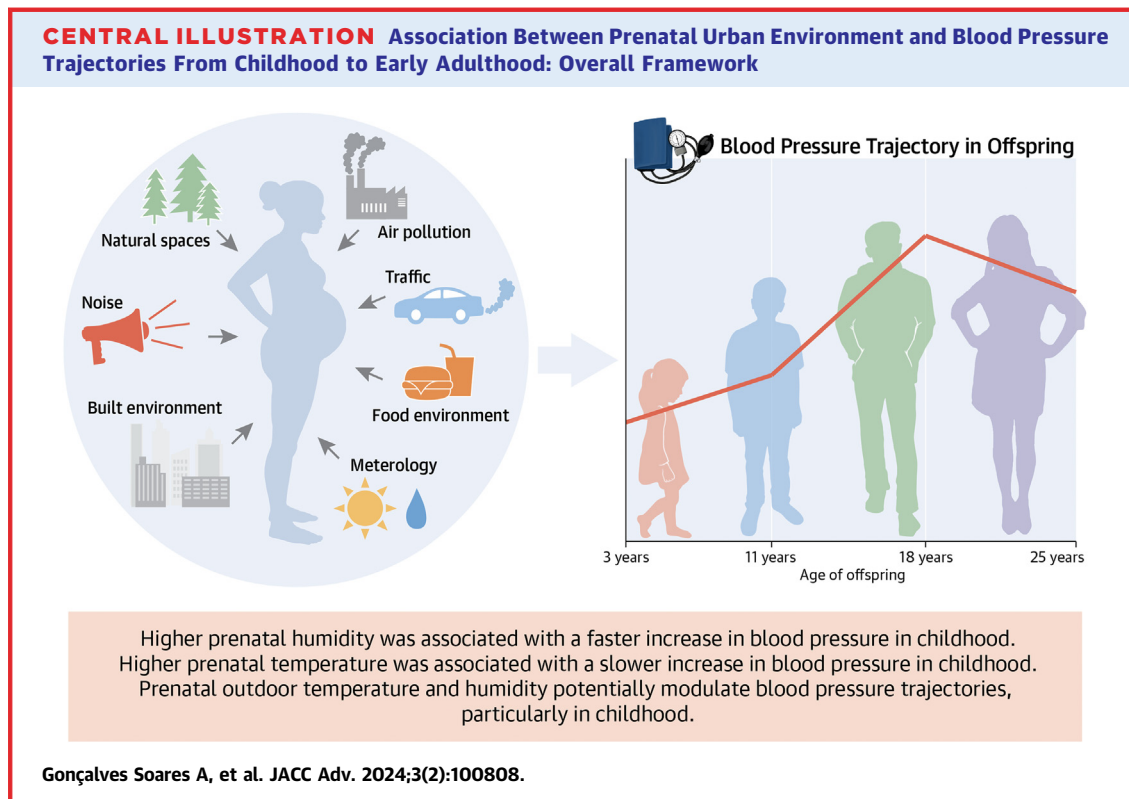 CENTRAL ILLUSTRATION Association Between Prenatal Urban Environment and Blood Pressure
Trajectories From Childhood to Early Adulthood: Overall Framework
Natural spaces
Air pollution
Noise
Traffic
Built environment
Food environment
Meterology
Blood Pressure Trajectory in Offspring
3 years
11 years
18 years
25 years
Age of offspring
Higher prenatal humidity was associated with a faster increase in blood pressure in childhood.
Higher prenatal temperature was associated with a slower increase in blood pressure in childhood.
Prenatal outdoor temperature and humidity potentially modulate blood pressure trajectories,
particularly in childhood.
Gonçalves Soares A, et al. JACC Adv. 2024;3(2):100808.